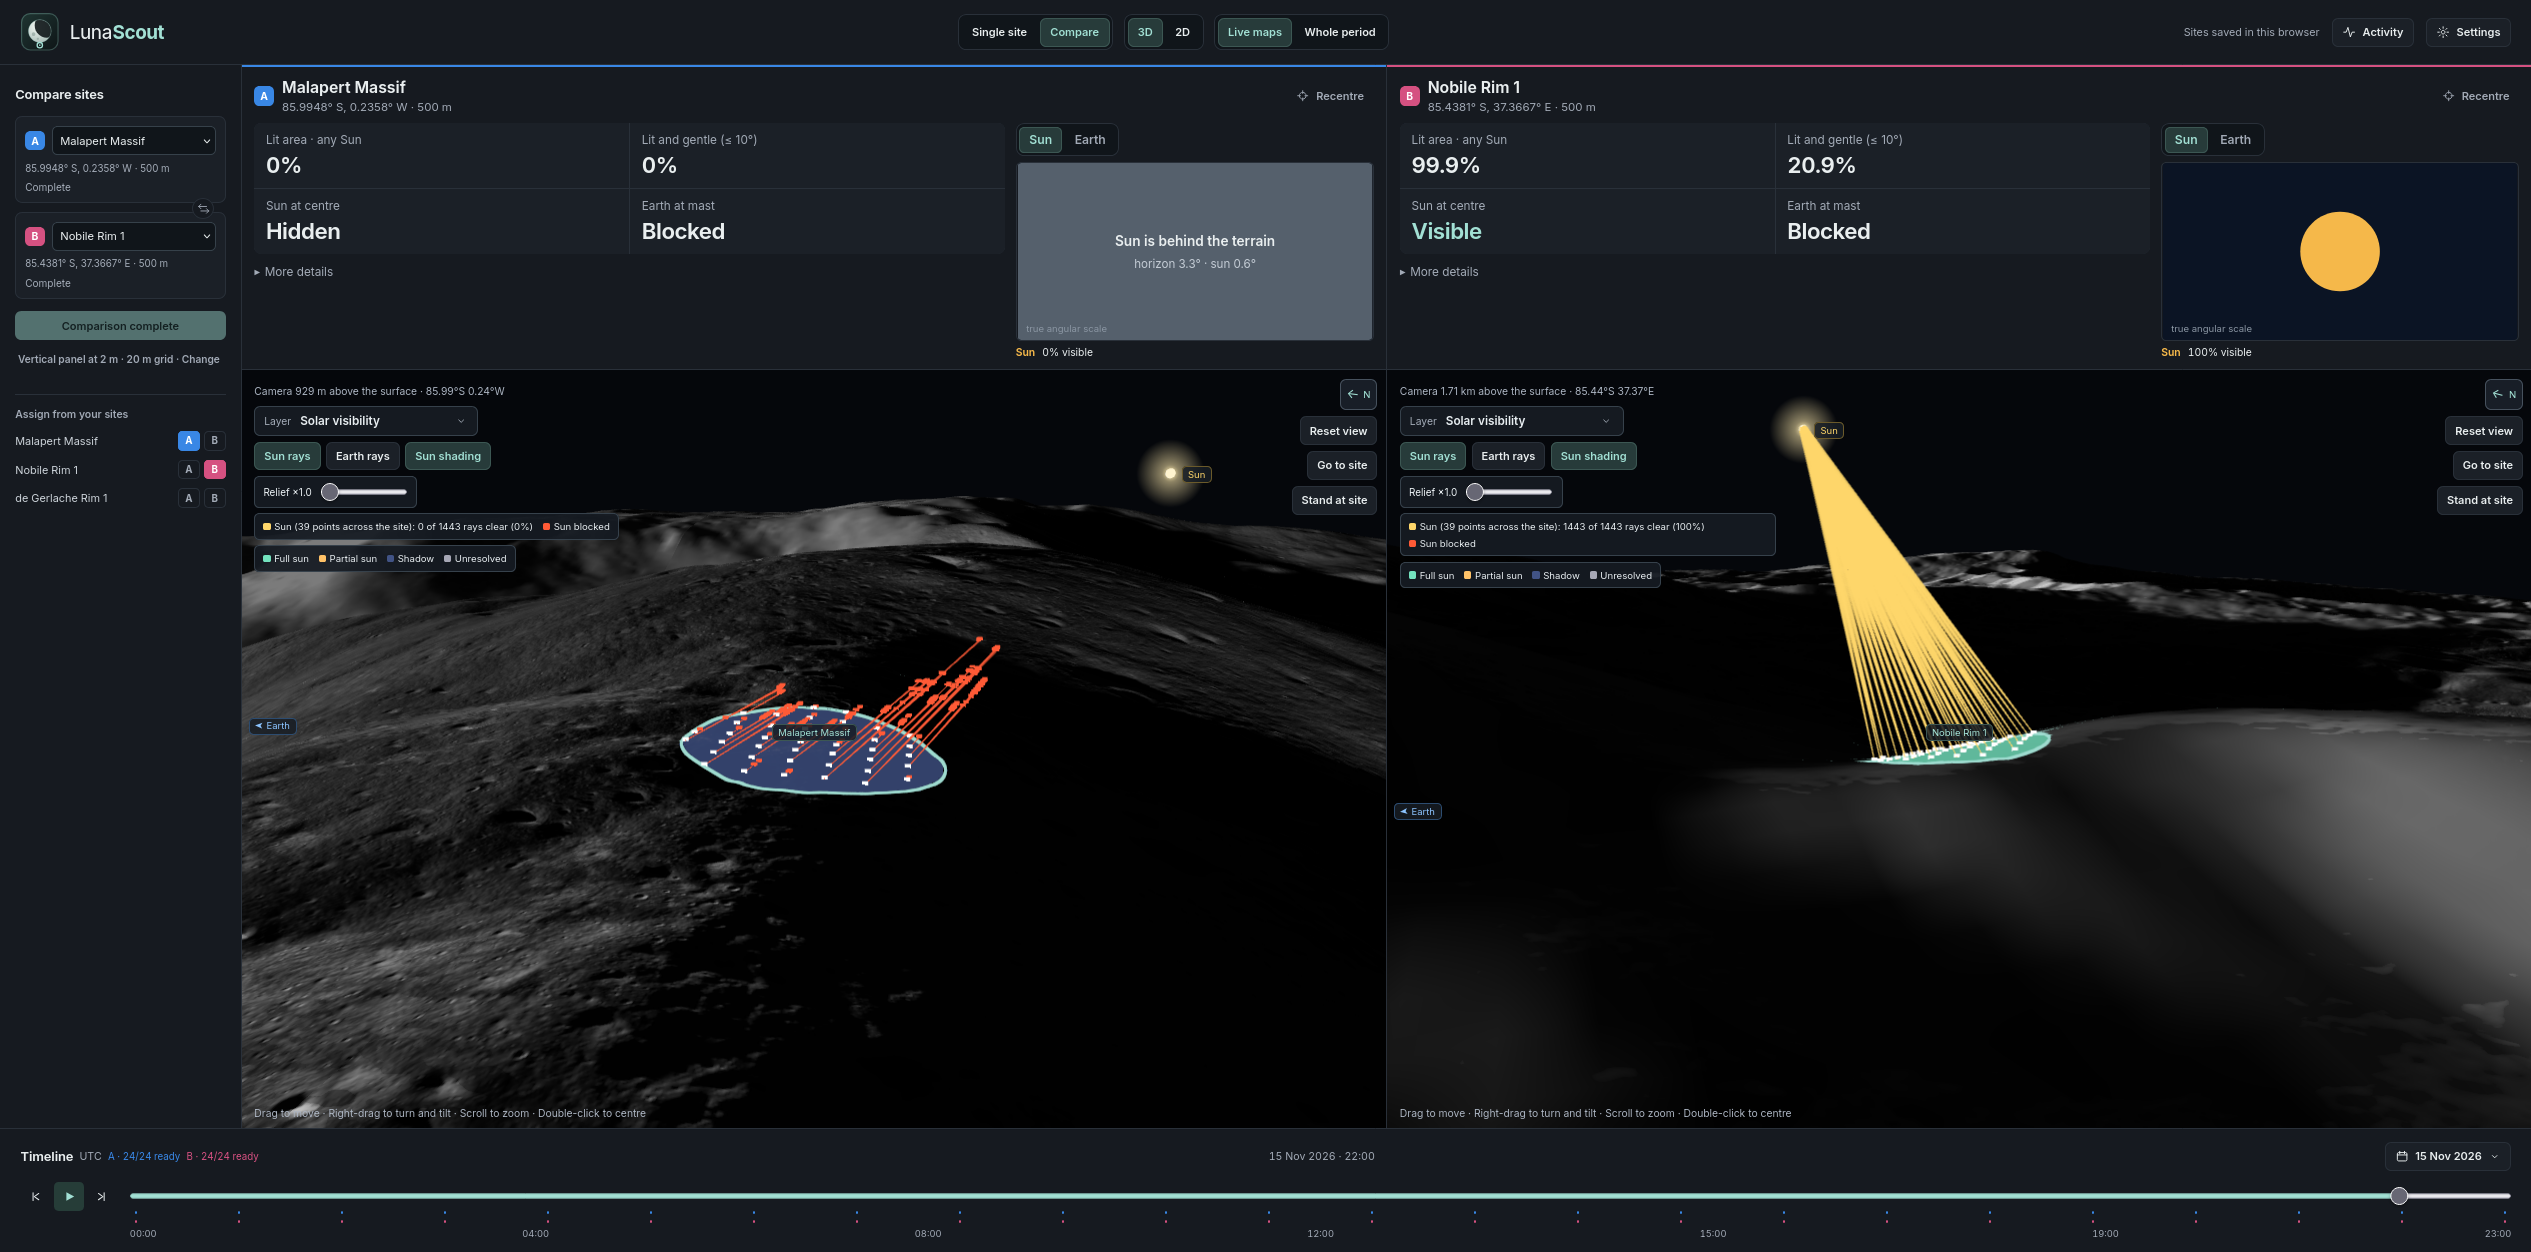 LunaScout
Single site Compare 3D 2D Live maps Whole period
Sites saved in this browser Activity Settings
Compare sites
A Malapert Massif
85.9948° S, 0.2358° W · 500 m
Complete
B Nobile Rim 1
85.4381° S, 37.3667° E · 500 m
Complete
Comparison complete
Vertical panel at 2 m · 20 m grid · Change
Assign from your sites
Malapert Massif A B
Nobile Rim 1 A B
de Gerlache Rim 1 A B
A Malapert Massif
85.9948° S, 0.2358° W · 500 m
Recentre
Lit area · any Sun
0%
Lit and gentle (≤ 10°)
0%
Sun at centre
Hidden
Earth at mast
Blocked
More details
Sun Earth
Sun is behind the terrain
horizon 3.3° · sun 0.6°
true angular scale
Sun 0% visible
Camera 929 m above the surface · 85.99°S 0.24°W
Layer Solar visibility
Sun rays Earth rays Sun shading
Relief ×1.0
Sun (39 points across the site): 0 of 1443 rays clear (0%) Sun blocked
Full sun Partial sun Shadow Unresolved
N
Reset view
Go to site
Stand at site
Sun
Earth
Malapert Massif
Drag to move · Right-drag to turn and tilt · Scroll to zoom · Double-click to centre
B Nobile Rim 1
85.4381° S, 37.3667° E · 500 m
Recentre
Lit area · any Sun
99.9%
Lit and gentle (≤ 10°)
20.9%
Sun at centre
Visible
Earth at mast
Blocked
More details
Sun Earth
true angular scale
Sun 100% visible
Camera 1.71 km above the surface · 85.44°S 37.37°E
Layer Solar visibility
Sun rays Earth rays Sun shading
Relief ×1.0
Sun (39 points across the site): 1443 of 1443 rays clear (100%)
Sun blocked
Full sun Partial sun Shadow Unresolved
N
Reset view
Go to site
Stand at site
Sun
Nobile Rim 1
Earth
Drag to move · Right-drag to turn and tilt · Scroll to zoom · Double-click to centre
Timeline UTC A · 24/24 ready B · 24/24 ready
15 Nov 2026 · 22:00
15 Nov 2026
00:00 04:00 08:00 12:00 15:00 19:00 23:00